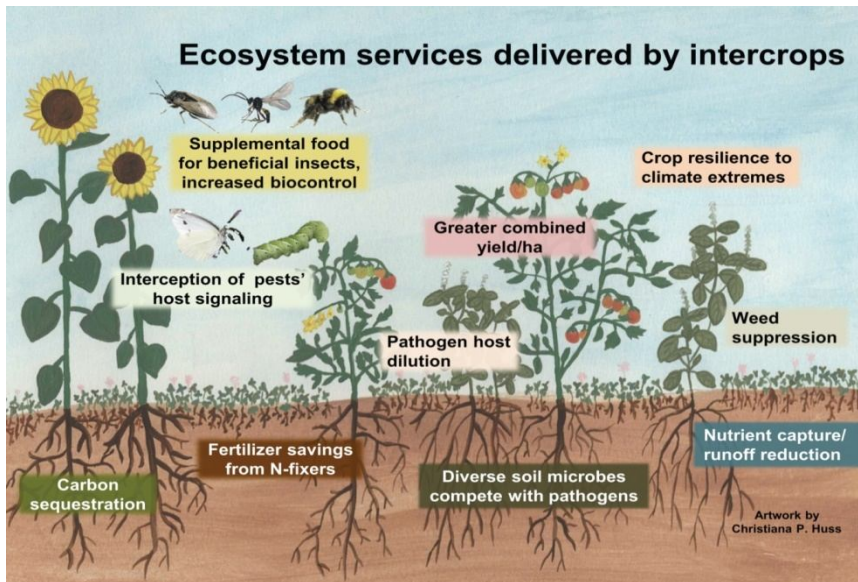 Ecosystem services delivered by intercrops
Supplemental food
for beneficial insects,
increased biocontrol
Crop resilience to
climate extremes
Greater combined
yield/ha
Interception of pests'
host signaling
Pathogen host
dilution
Weed
suppression
Fertilizer savings
from N-fixers
Nutrient capture/
runoff reduction
Carbon
sequestration
Diverse soil microbes
compete with pathogens
Artwork by
Christiana P. Huss